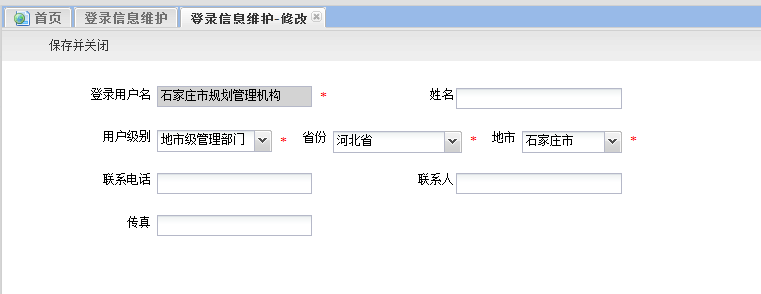 首页 登录信息维护 登录信息维护-修改
保存并关闭
登录用户名 石家庄市规划管理机构 * 姓名
用户级别 地市级管理部门 * 省份 河北省 * 地市 石家庄市 *
联系电话 联系人
传真